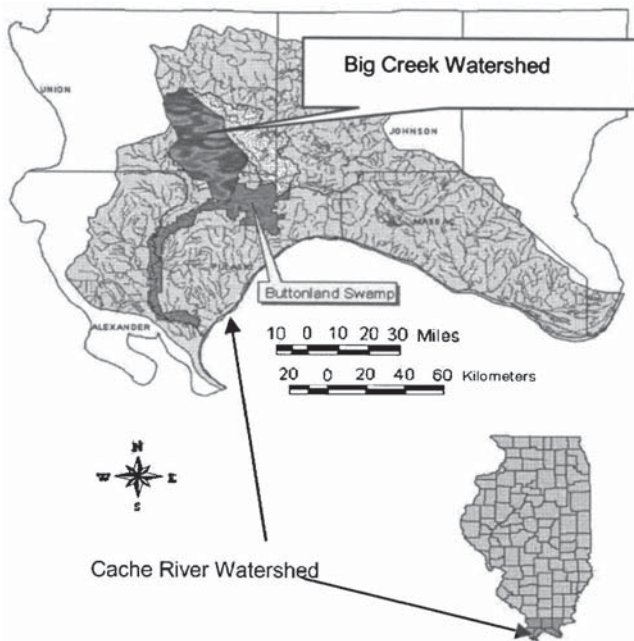 Big Creek Watershed
UNION
JOHNSON
MASSAC
PULASKI
Buttonland Swamp
ALEXANDER
10 0 10 20 30 Miles
20 0 20 40 60 Kilometers
N
W E
S
Cache River Watershed